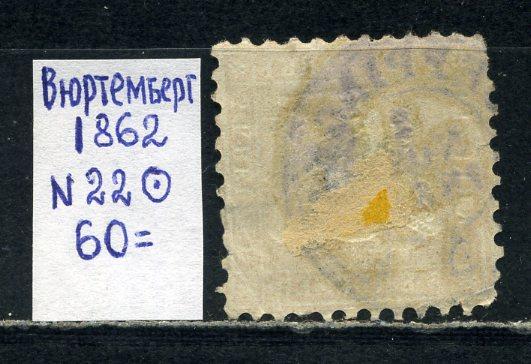 Вюртемберг
1862
N 22 ⊙
60=